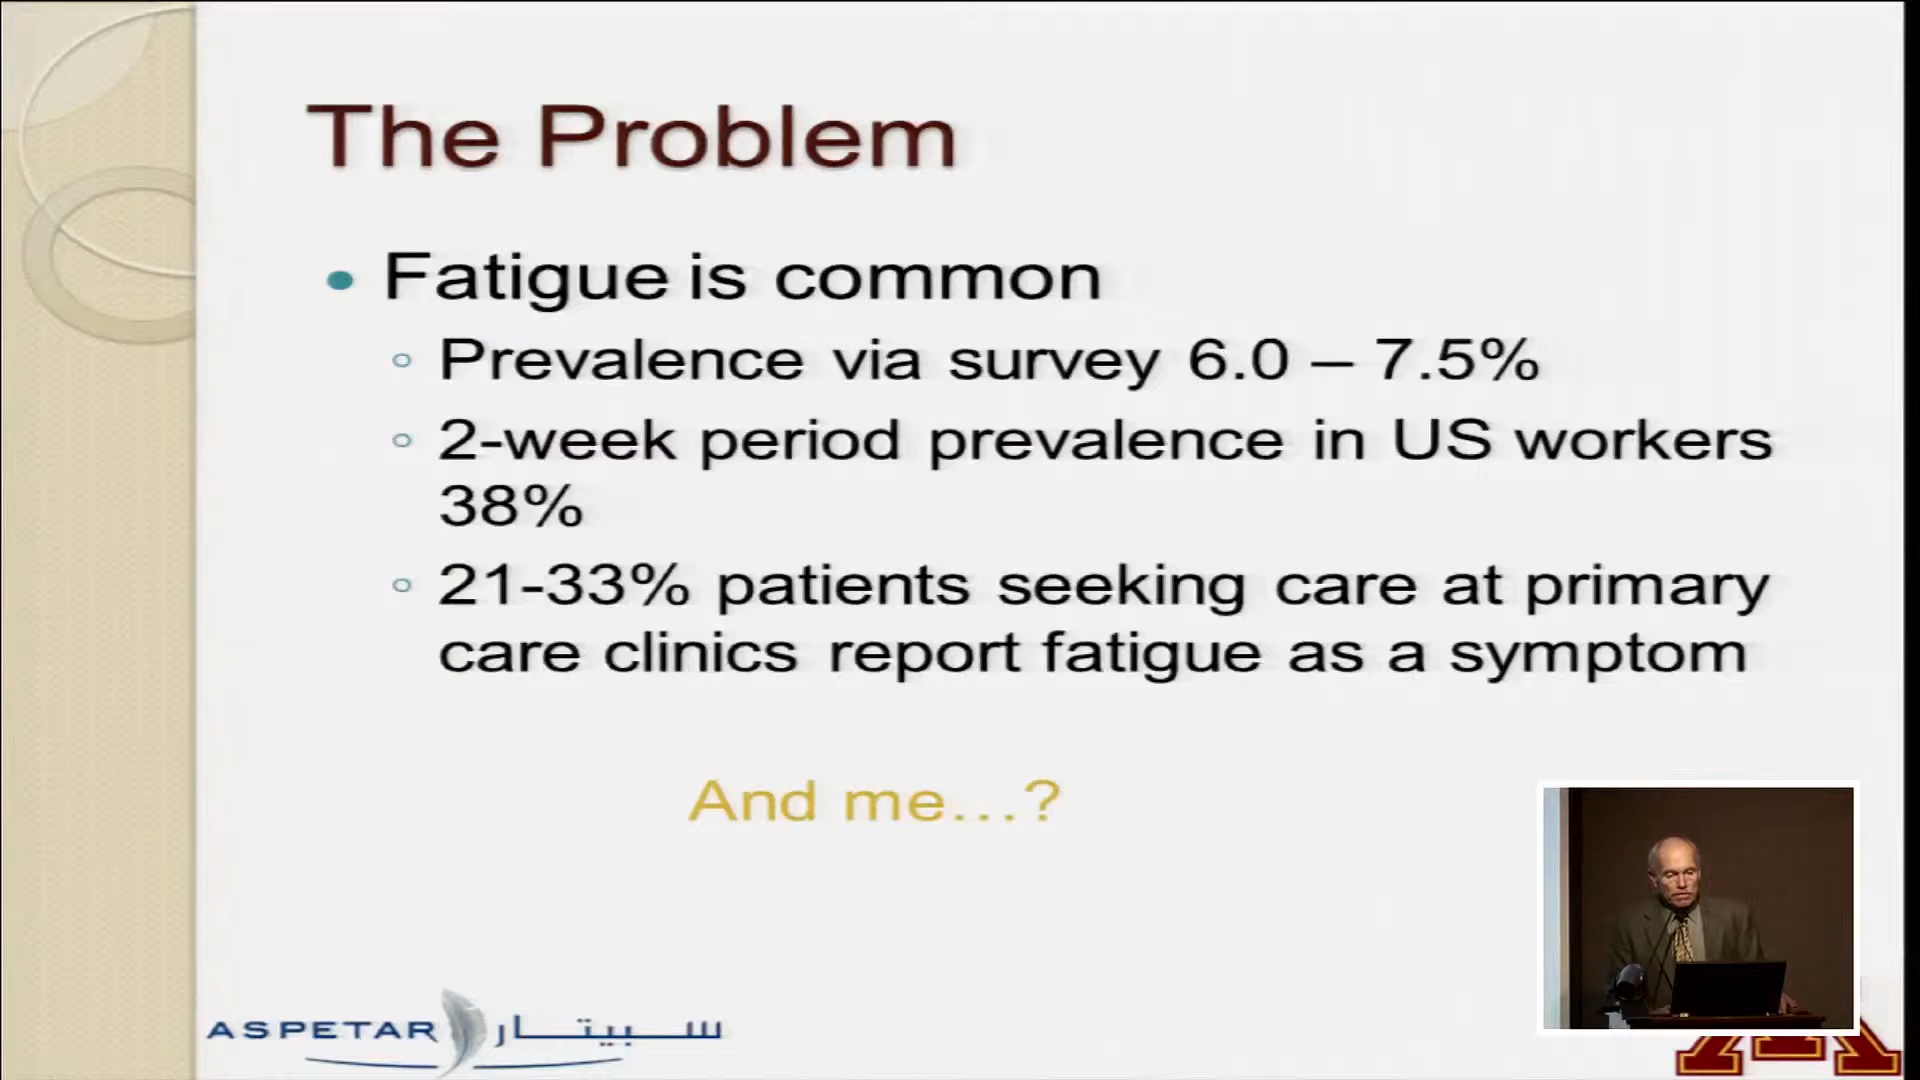 The Problem
• Fatigue is common
◦ Prevalence via survey 6.0 – 7.5%
◦ 2-week period prevalence in US workers
38%
◦ 21-33% patients seeking care at primary
care clinics report fatigue as a symptom
And me…?
ASPETAR سبيتار